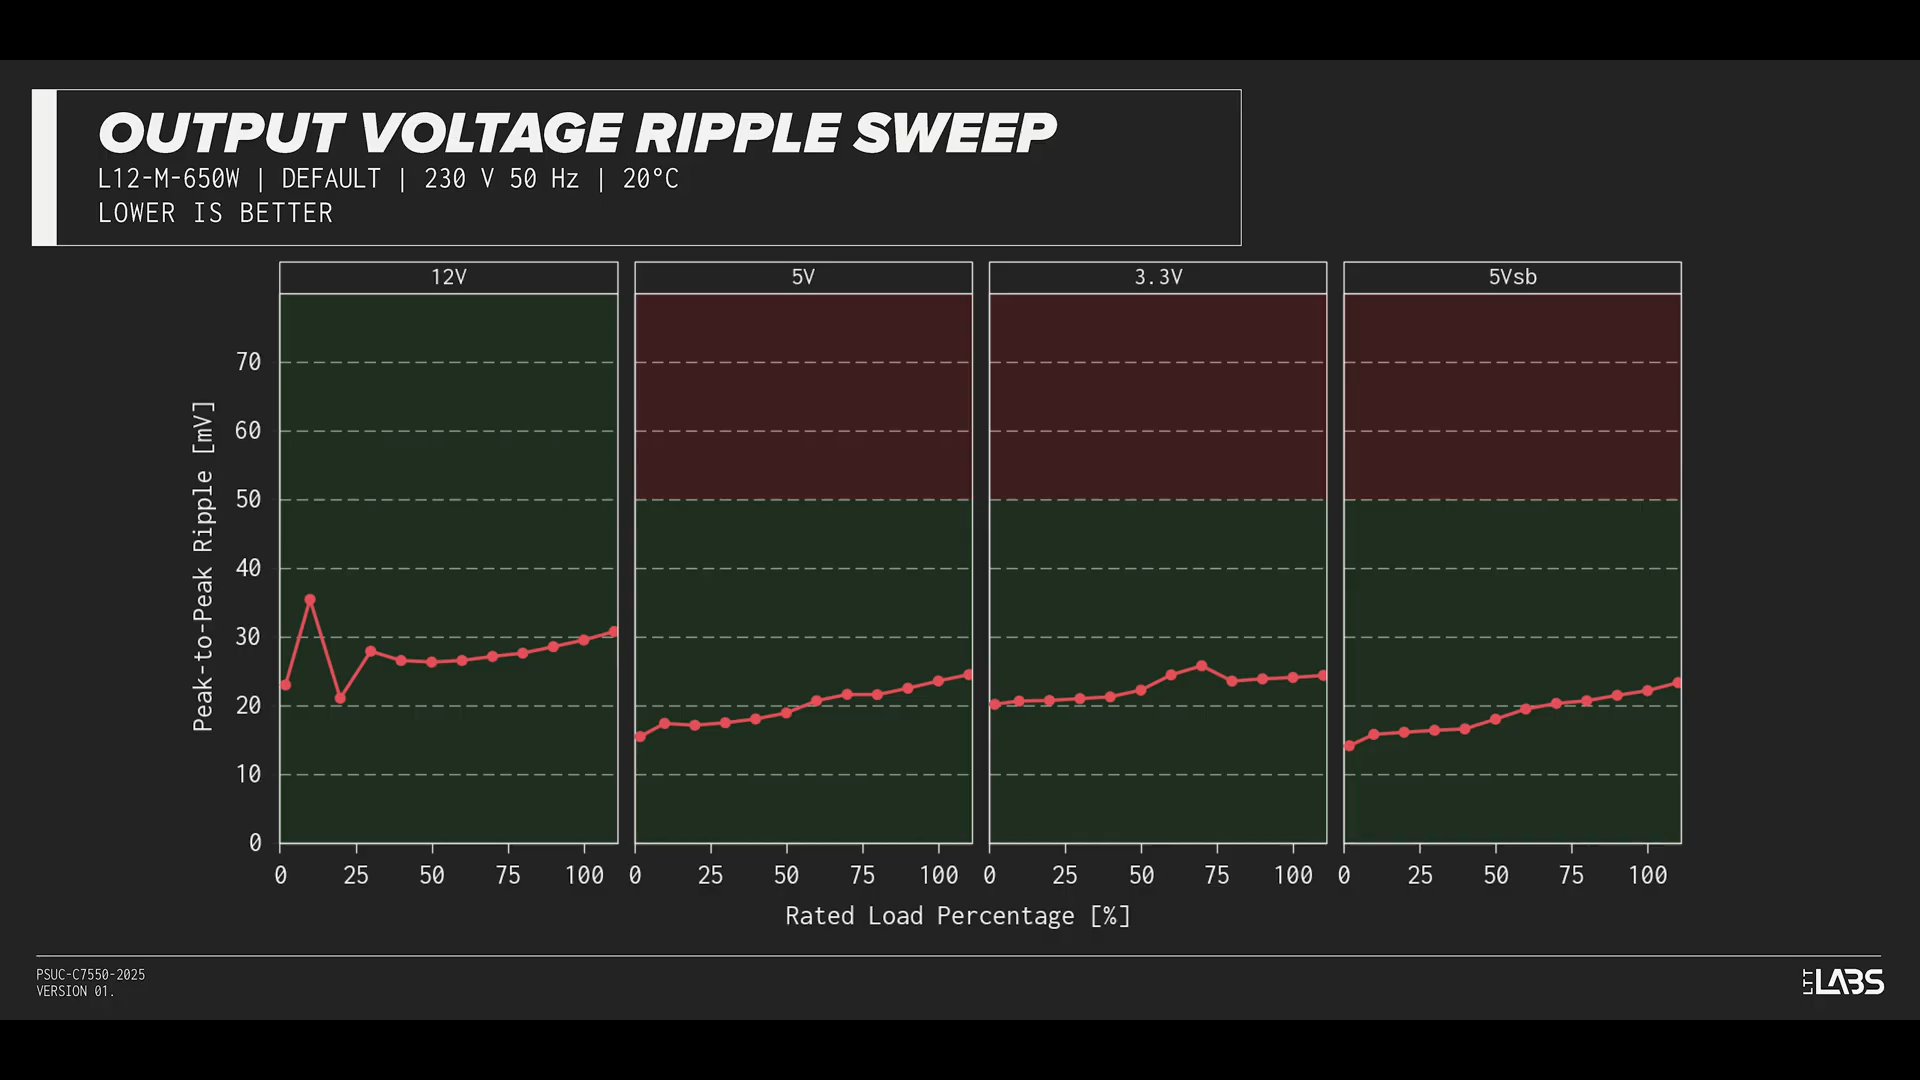 OUTPUT VOLTAGE RIPPLE SWEEP
L12-M-650W | DEFAULT | 230 V 50 Hz | 20°C
LOWER IS BETTER
12V 5V 3.3V 5Vsb
Peak-to-Peak Ripple [mV]
70
60
50
40
30
20
10
0
0 25 50 75 100 0 25 50 75 100 0 25 50 75 100 0 25 50 75 100
Rated Load Percentage [%]
PSUC-C7550-2025
VERSION 01.
LTT LABS